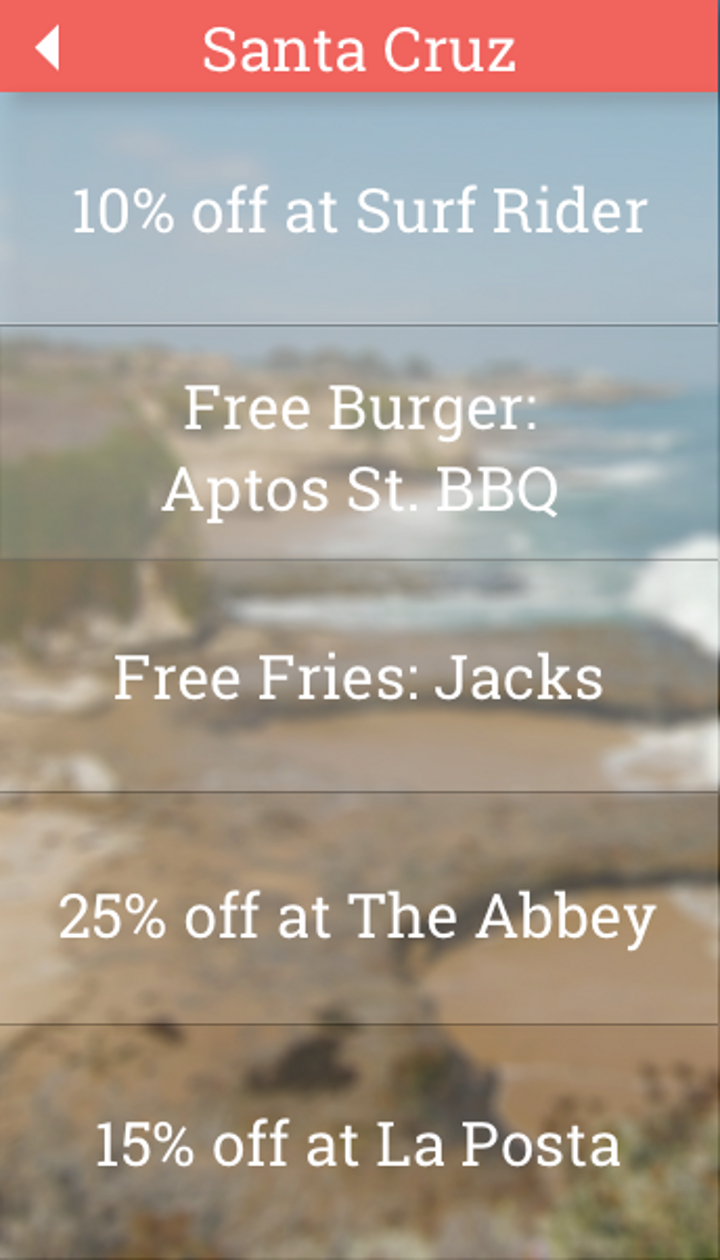 Santa Cruz
10% off at Surf Rider
Free Burger:
Aptos St. BBQ
Free Fries: Jacks
25% off at The Abbey
15% off at La Posta